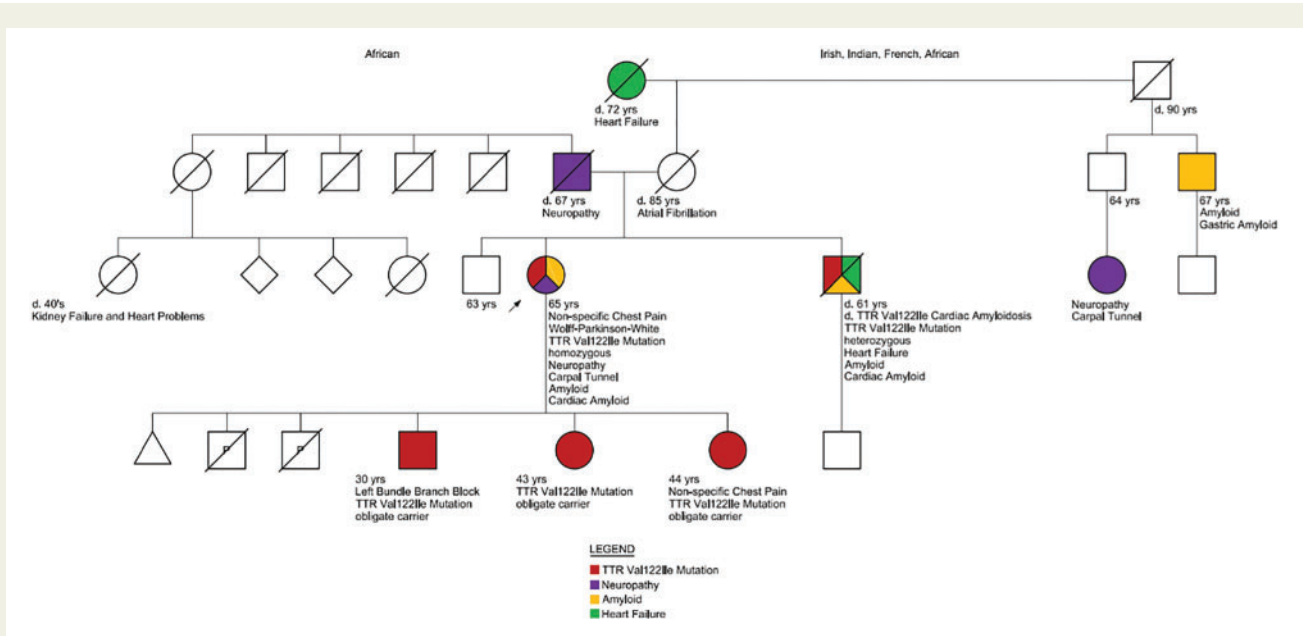 African
Irish, Indian, French, African
d. 72 yrs
Heart Failure
d. 90 yrs
d. 67 yrs
Neuropathy
d. 85 yrs
Atrial Fibrillation
64 yrs
67 yrs
Amyloid
Gastric Amyloid
d. 40's
Kidney Failure and Heart Problems
63 yrs
65 yrs
Non-specific Chest Pain
Wolff-Parkinson-White
TTR Val122Ile Mutation
homozygous
Neuropathy
Carpal Tunnel
Amyloid
Cardiac Amyloid
d. 61 yrs
d. TTR Val122Ile Cardiac Amyloidosis
TTR Val122Ile Mutation
heterozygous
Heart Failure
Amyloid
Cardiac Amyloid
Neuropathy
Carpal Tunnel
P
P
30 yrs
Left Bundle Branch Block
TTR Val122Ile Mutation
obligate carrier
43 yrs
TTR Val122Ile Mutation
obligate carrier
44 yrs
Non-specific Chest Pain
TTR Val122Ile Mutation
obligate carrier
LEGEND
TTR Val122Ile Mutation
Neuropathy
Amyloid
Heart Failure